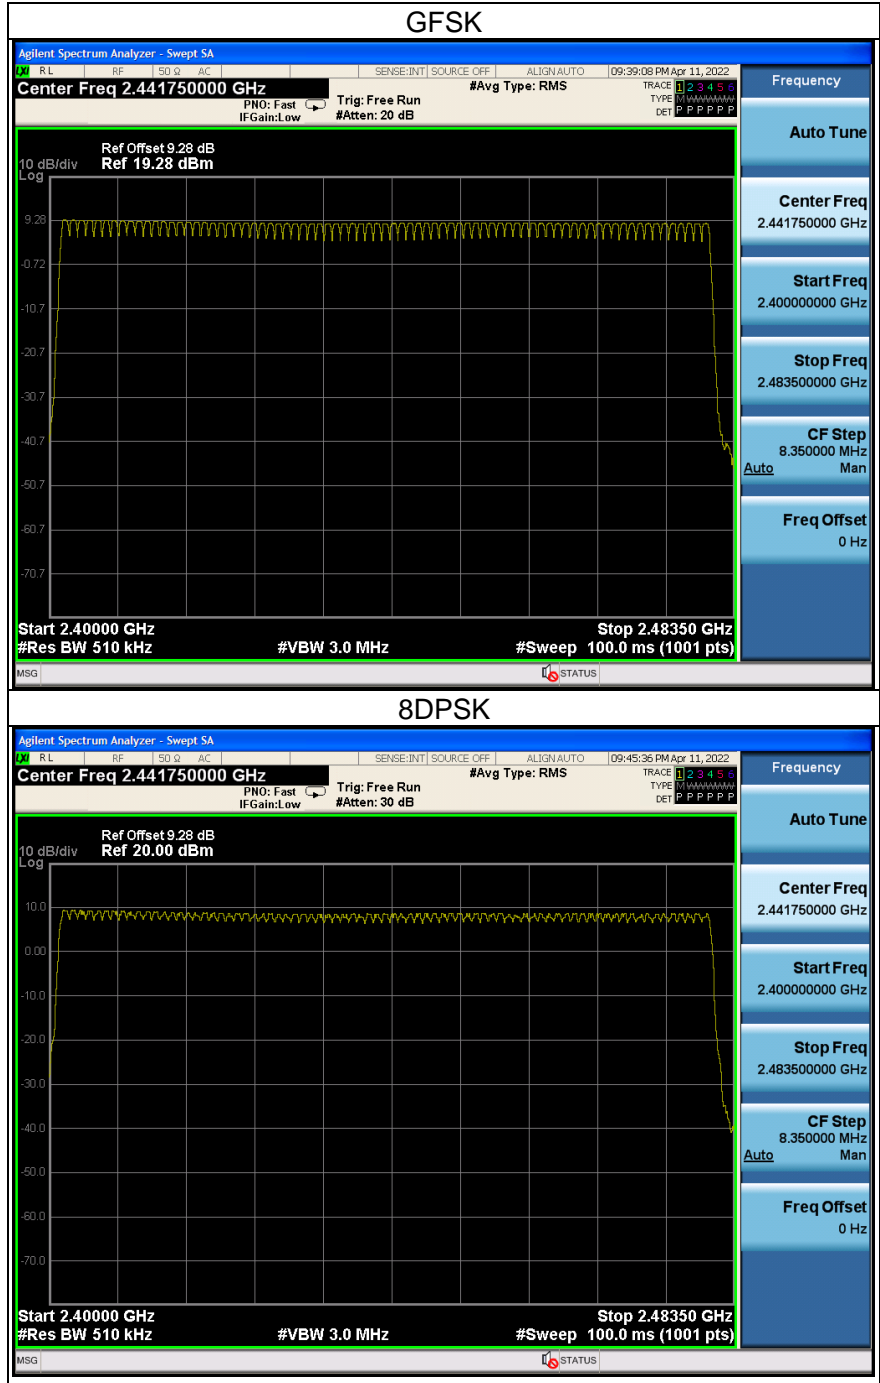 GFSK
Agilent Spectrum Analyzer - Swept SA
LXI RL RF 50 Ω AC SENSE:INT SOURCE OFF ALIGN AUTO 09:39:08 PM Apr 11, 2022
Center Freq 2.441750000 GHz #Avg Type: RMS TRACE 1 2 3 4 5 6
PNO: Fast Trig: Free Run TYPE M WWWWW
IFGain:Low #Atten: 20 dB DET P P P P P P
Frequency
Auto Tune
Center Freq
2.441750000 GHz
Start Freq
2.400000000 GHz
Stop Freq
2.483500000 GHz
CF Step
8.350000 MHz
Auto Man
Freq Offset
0 Hz
Ref Offset 9.28 dB
10 dB/div Ref 19.28 dBm
Log
9.28
-0.72
-10.7
-20.7
-30.7
-40.7
-50.7
-60.7
-70.7
Start 2.40000 GHz Stop 2.48350 GHz
#Res BW 510 kHz #VBW 3.0 MHz #Sweep 100.0 ms (1001 pts)
MSG STATUS
8DPSK
Agilent Spectrum Analyzer - Swept SA
LXI RL RF 50 Ω AC SENSE:INT SOURCE OFF ALIGN AUTO 09:45:36 PM Apr 11, 2022
Center Freq 2.441750000 GHz #Avg Type: RMS TRACE 1 2 3 4 5 6
PNO: Fast Trig: Free Run TYPE M WWWWW
IFGain:Low #Atten: 30 dB DET P P P P P P
Frequency
Auto Tune
Center Freq
2.441750000 GHz
Start Freq
2.400000000 GHz
Stop Freq
2.483500000 GHz
CF Step
8.350000 MHz
Auto Man
Freq Offset
0 Hz
Ref Offset 9.28 dB
10 dB/div Ref 20.00 dBm
Log
10.0
0.00
-10.0
-20.0
-30.0
-40.0
-50.0
-60.0
-70.0
Start 2.40000 GHz Stop 2.48350 GHz
#Res BW 510 kHz #VBW 3.0 MHz #Sweep 100.0 ms (1001 pts)
MSG STATUS